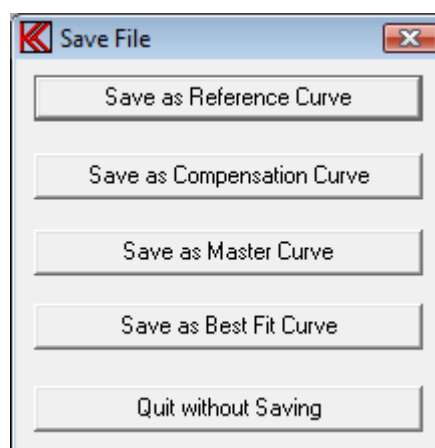 Save File
Save as Reference Curve
Save as Compensation Curve
Save as Master Curve
Save as Best Fit Curve
Quit without Saving